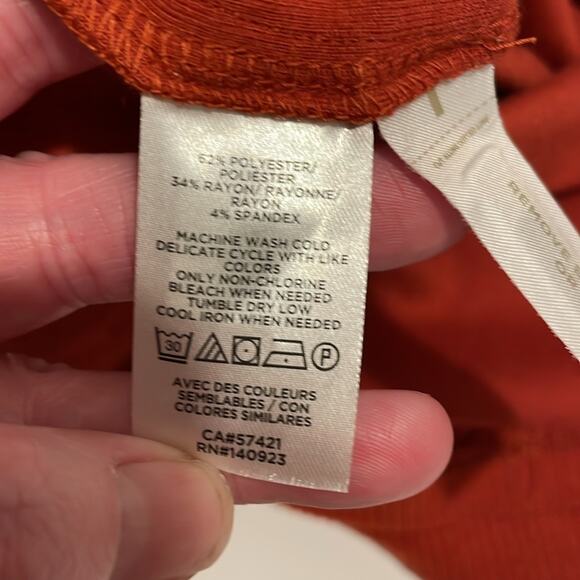 62% POLYESTER/
POLIESTER
34% RAYON/ RAYONNE/
RAYON
4% SPANDEX
MACHINE WASH COLD
DELICATE CYCLE WITH LIKE
COLORS
ONLY NON-CHLORINE
BLEACH WHEN NEEDED
TUMBLE DRY LOW
COOL IRON WHEN NEEDED
30 P
AVEC DES COULEURS
SEMBLABLES / CON
COLORES SIMILARES
CA#57421
RN#140923
REMOVE